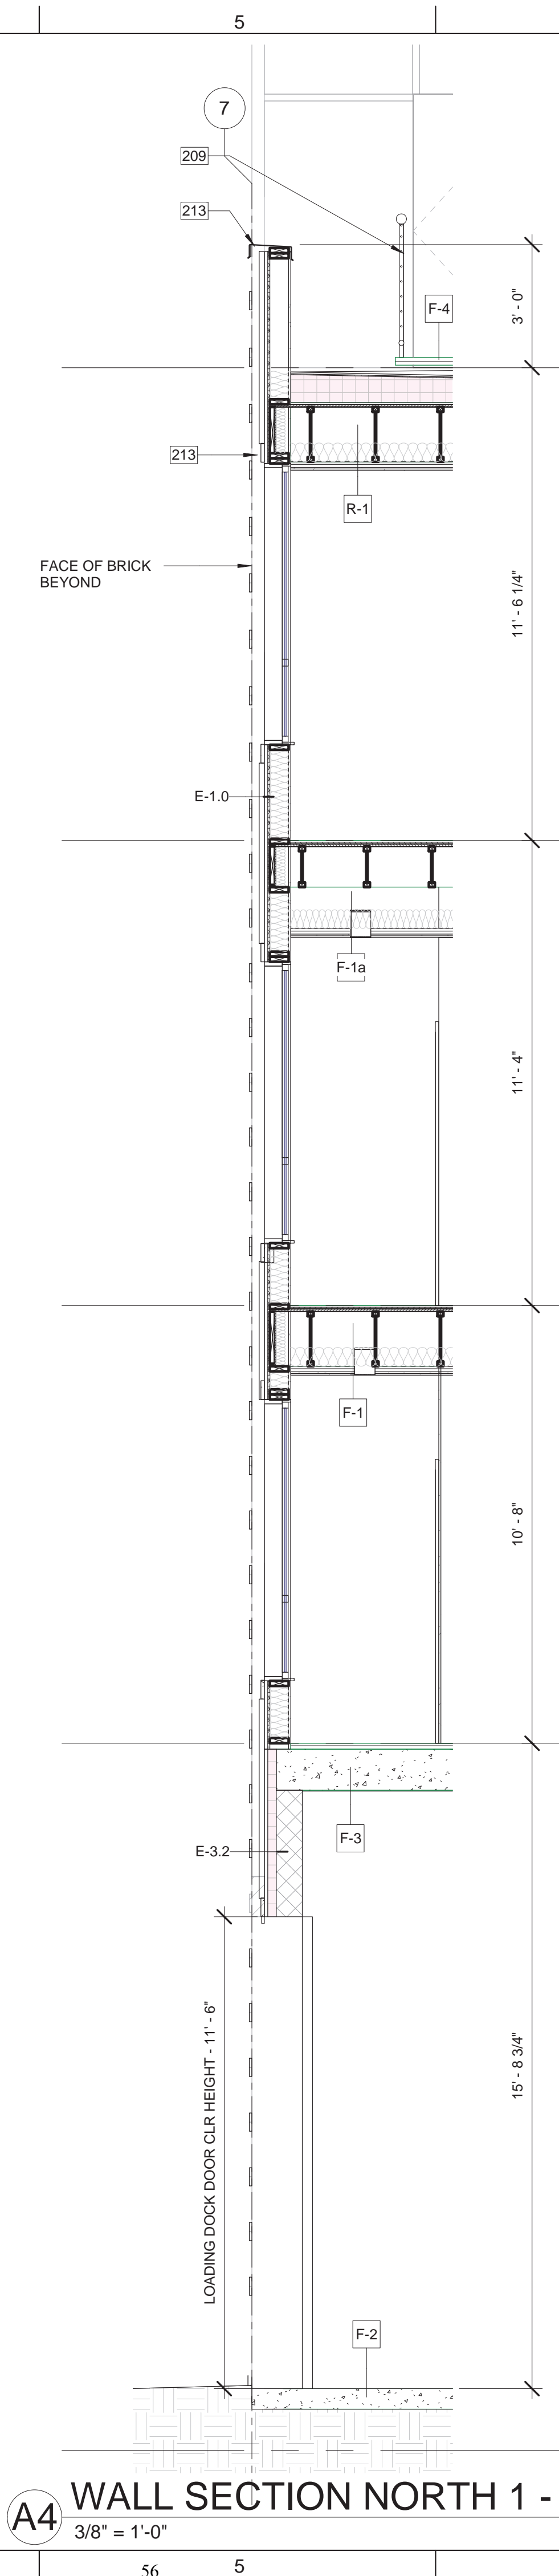 5
7
209
213
F-4
3' - 0"
213
R-1
FACE OF BRICK
BEYOND
11' - 6 1/4"
E-1.0
F-1a
11' - 4"
F-1
10' - 8"
F-3
E-3.2
LOADING DOCK DOOR CLR HEIGHT - 11' - 6"
15' - 8 3/4"
F-2
A4
WALL SECTION NORTH 1 -
3/8" = 1'-0"
56
5